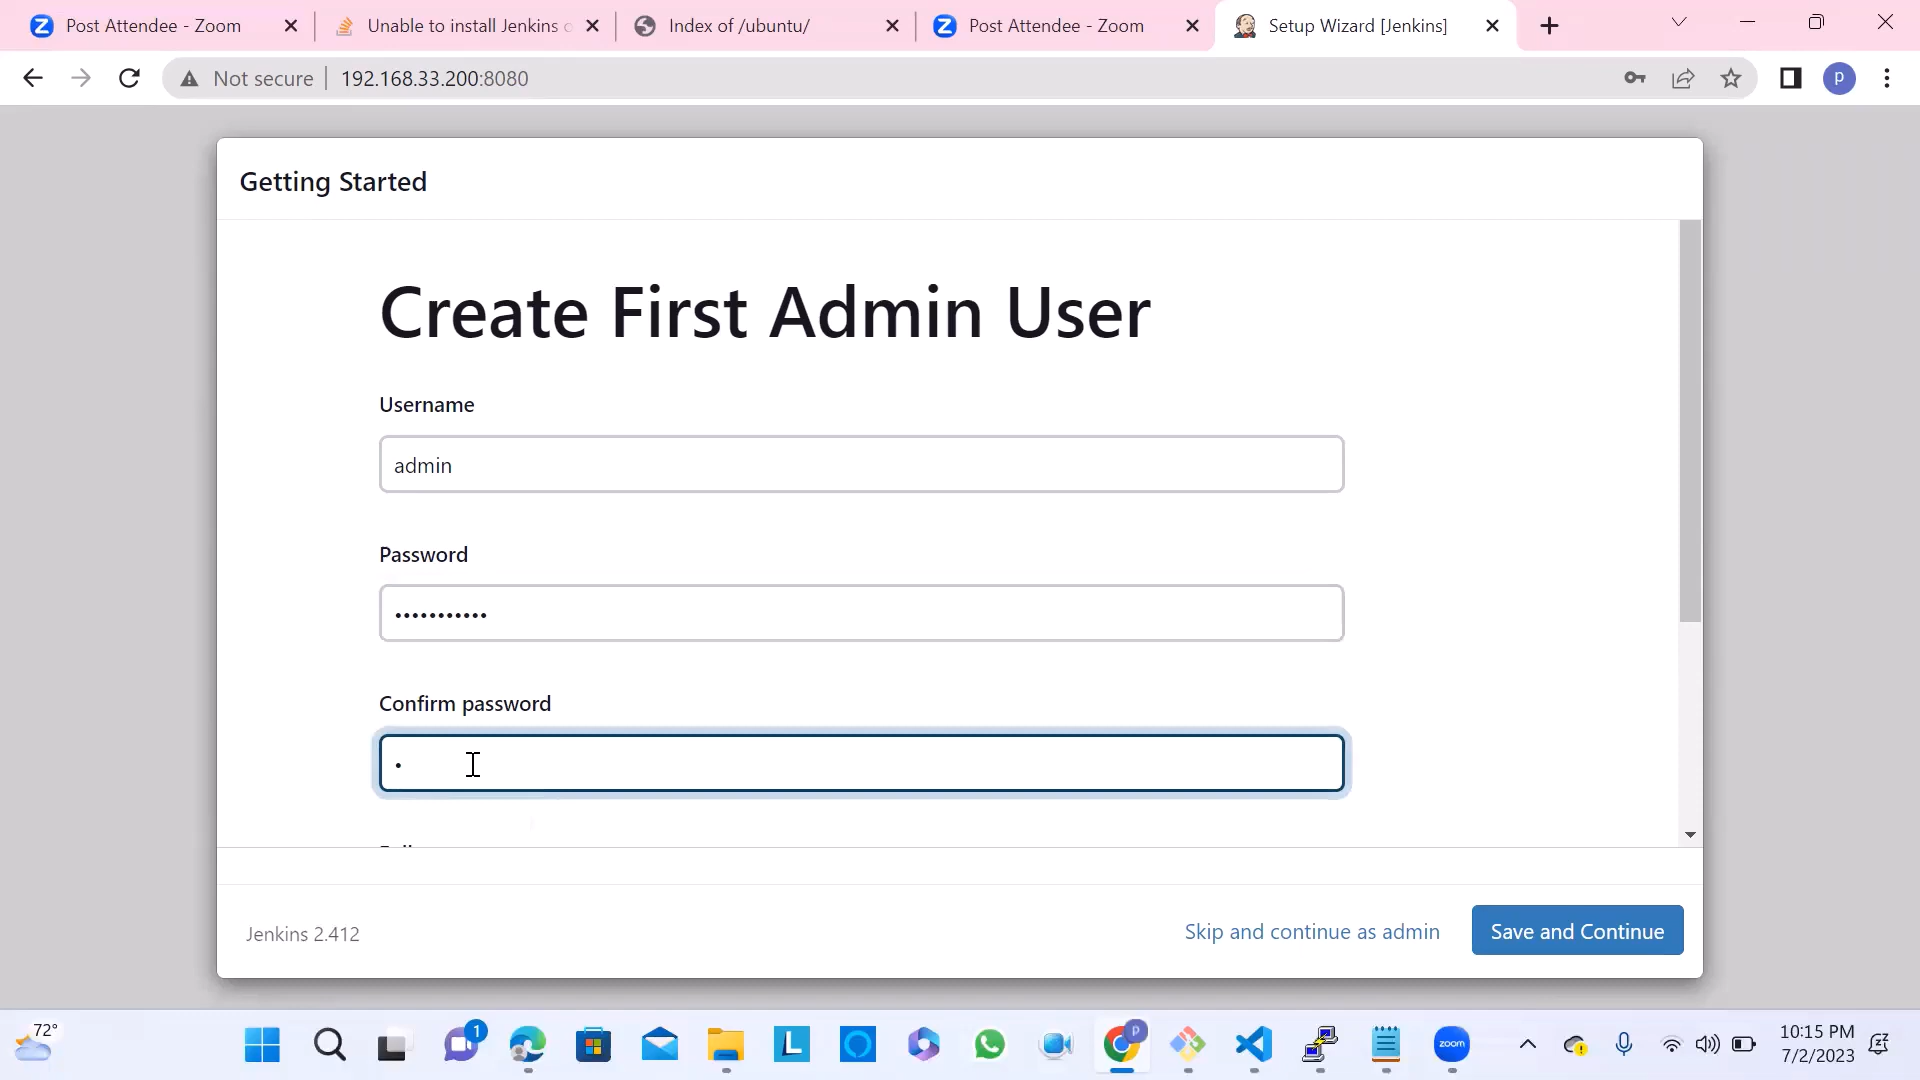 Post Attendee - Zoom
Unable to install Jenkins o
Index of /ubuntu/
Post Attendee - Zoom
Setup Wizard [Jenkins]
Not secure
192.168.33.200:8080
p
Getting Started
Create First Admin User
Username
admin
Password
•••••••••••
Confirm password
•
Jenkins 2.412
Skip and continue as admin
Save and Continue
72°
1
L
p
zoom
10:15 PM
7/2/2023